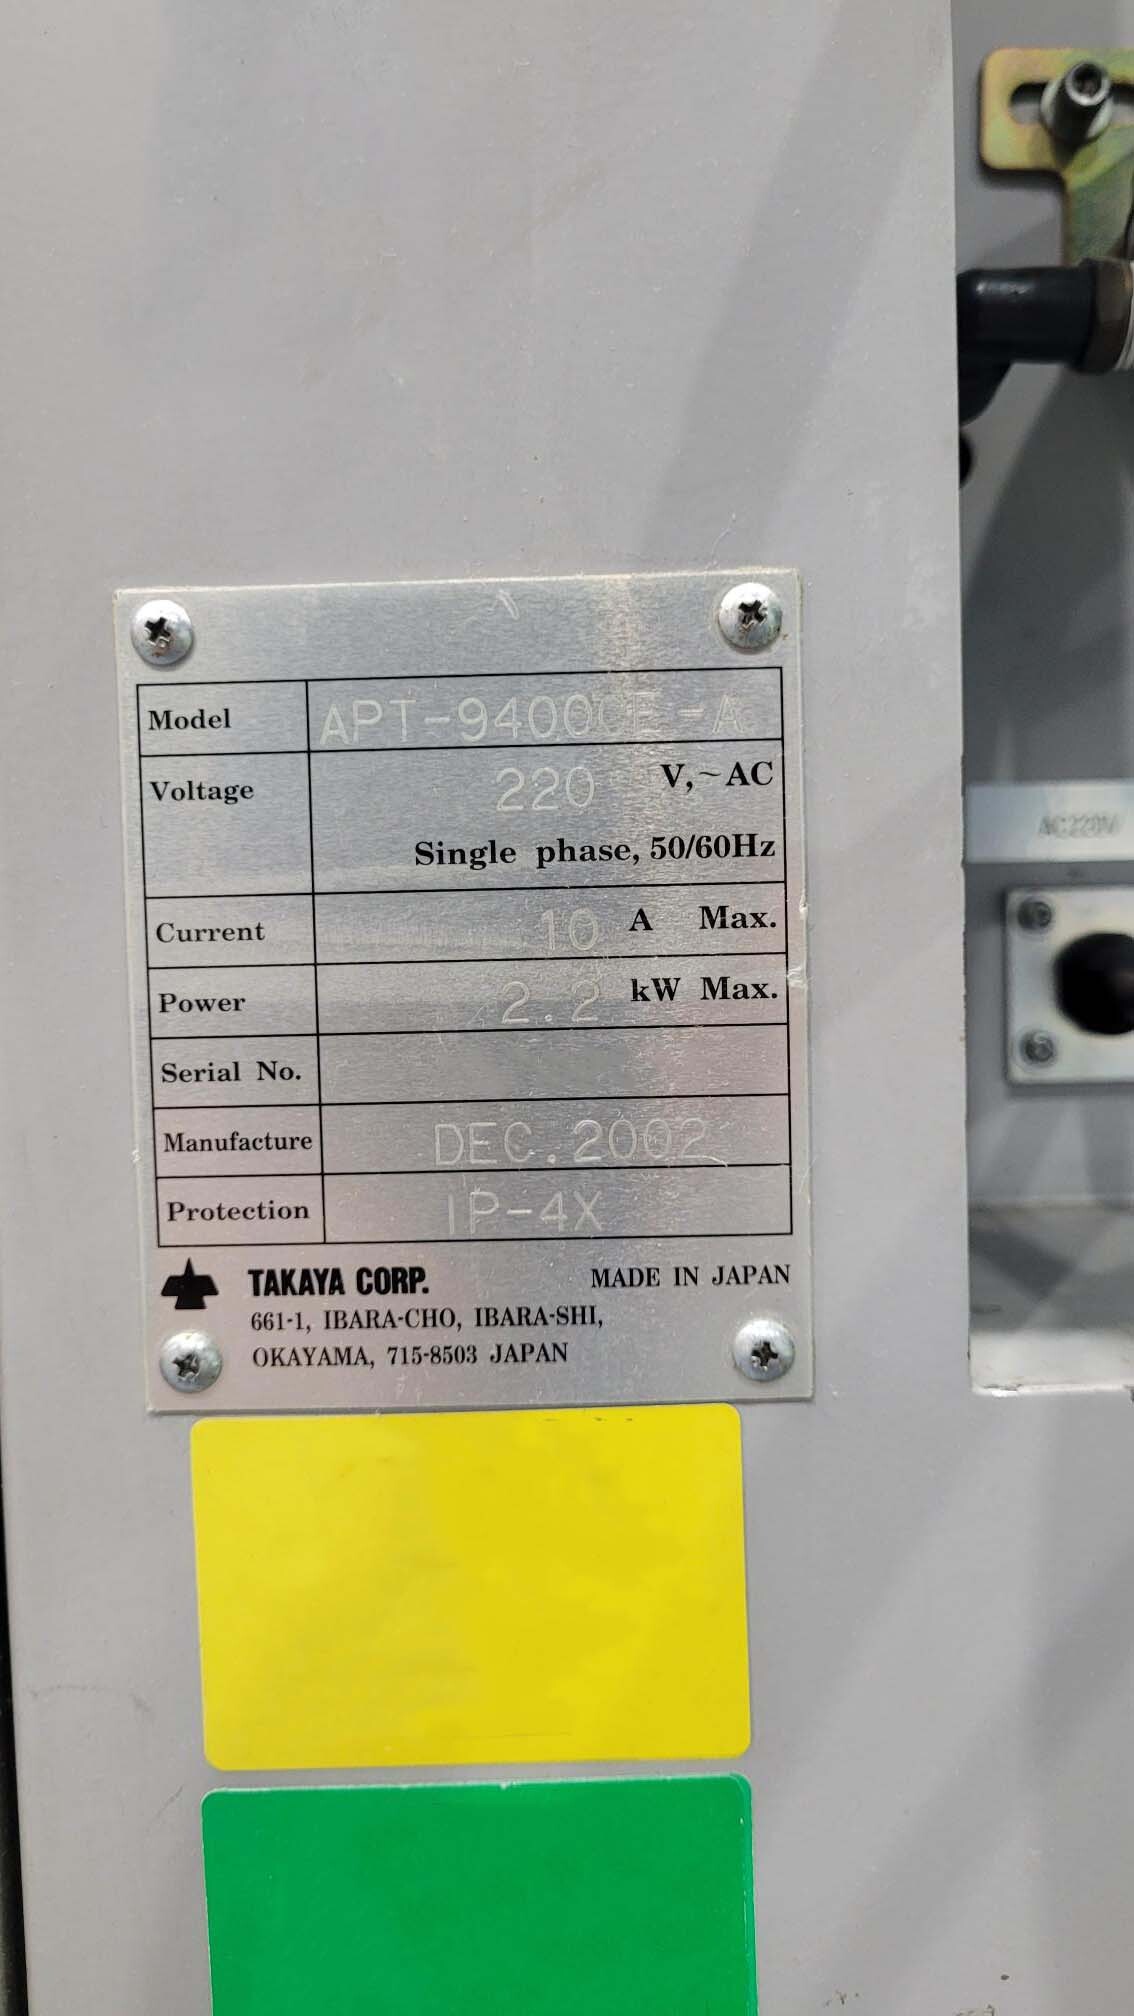 Model APT-9400CE-A
Voltage 220 V,~AC
Single phase, 50/60Hz
Current 10 A Max.
Power 2.2 kW Max.
Serial No.
Manufacture DEC.2002
Protection IP-4X
TAKAYA CORP. MADE IN JAPAN
661-1, IBARA-CHO, IBARA-SHI,
OKAYAMA, 715-8503 JAPAN
AC220V